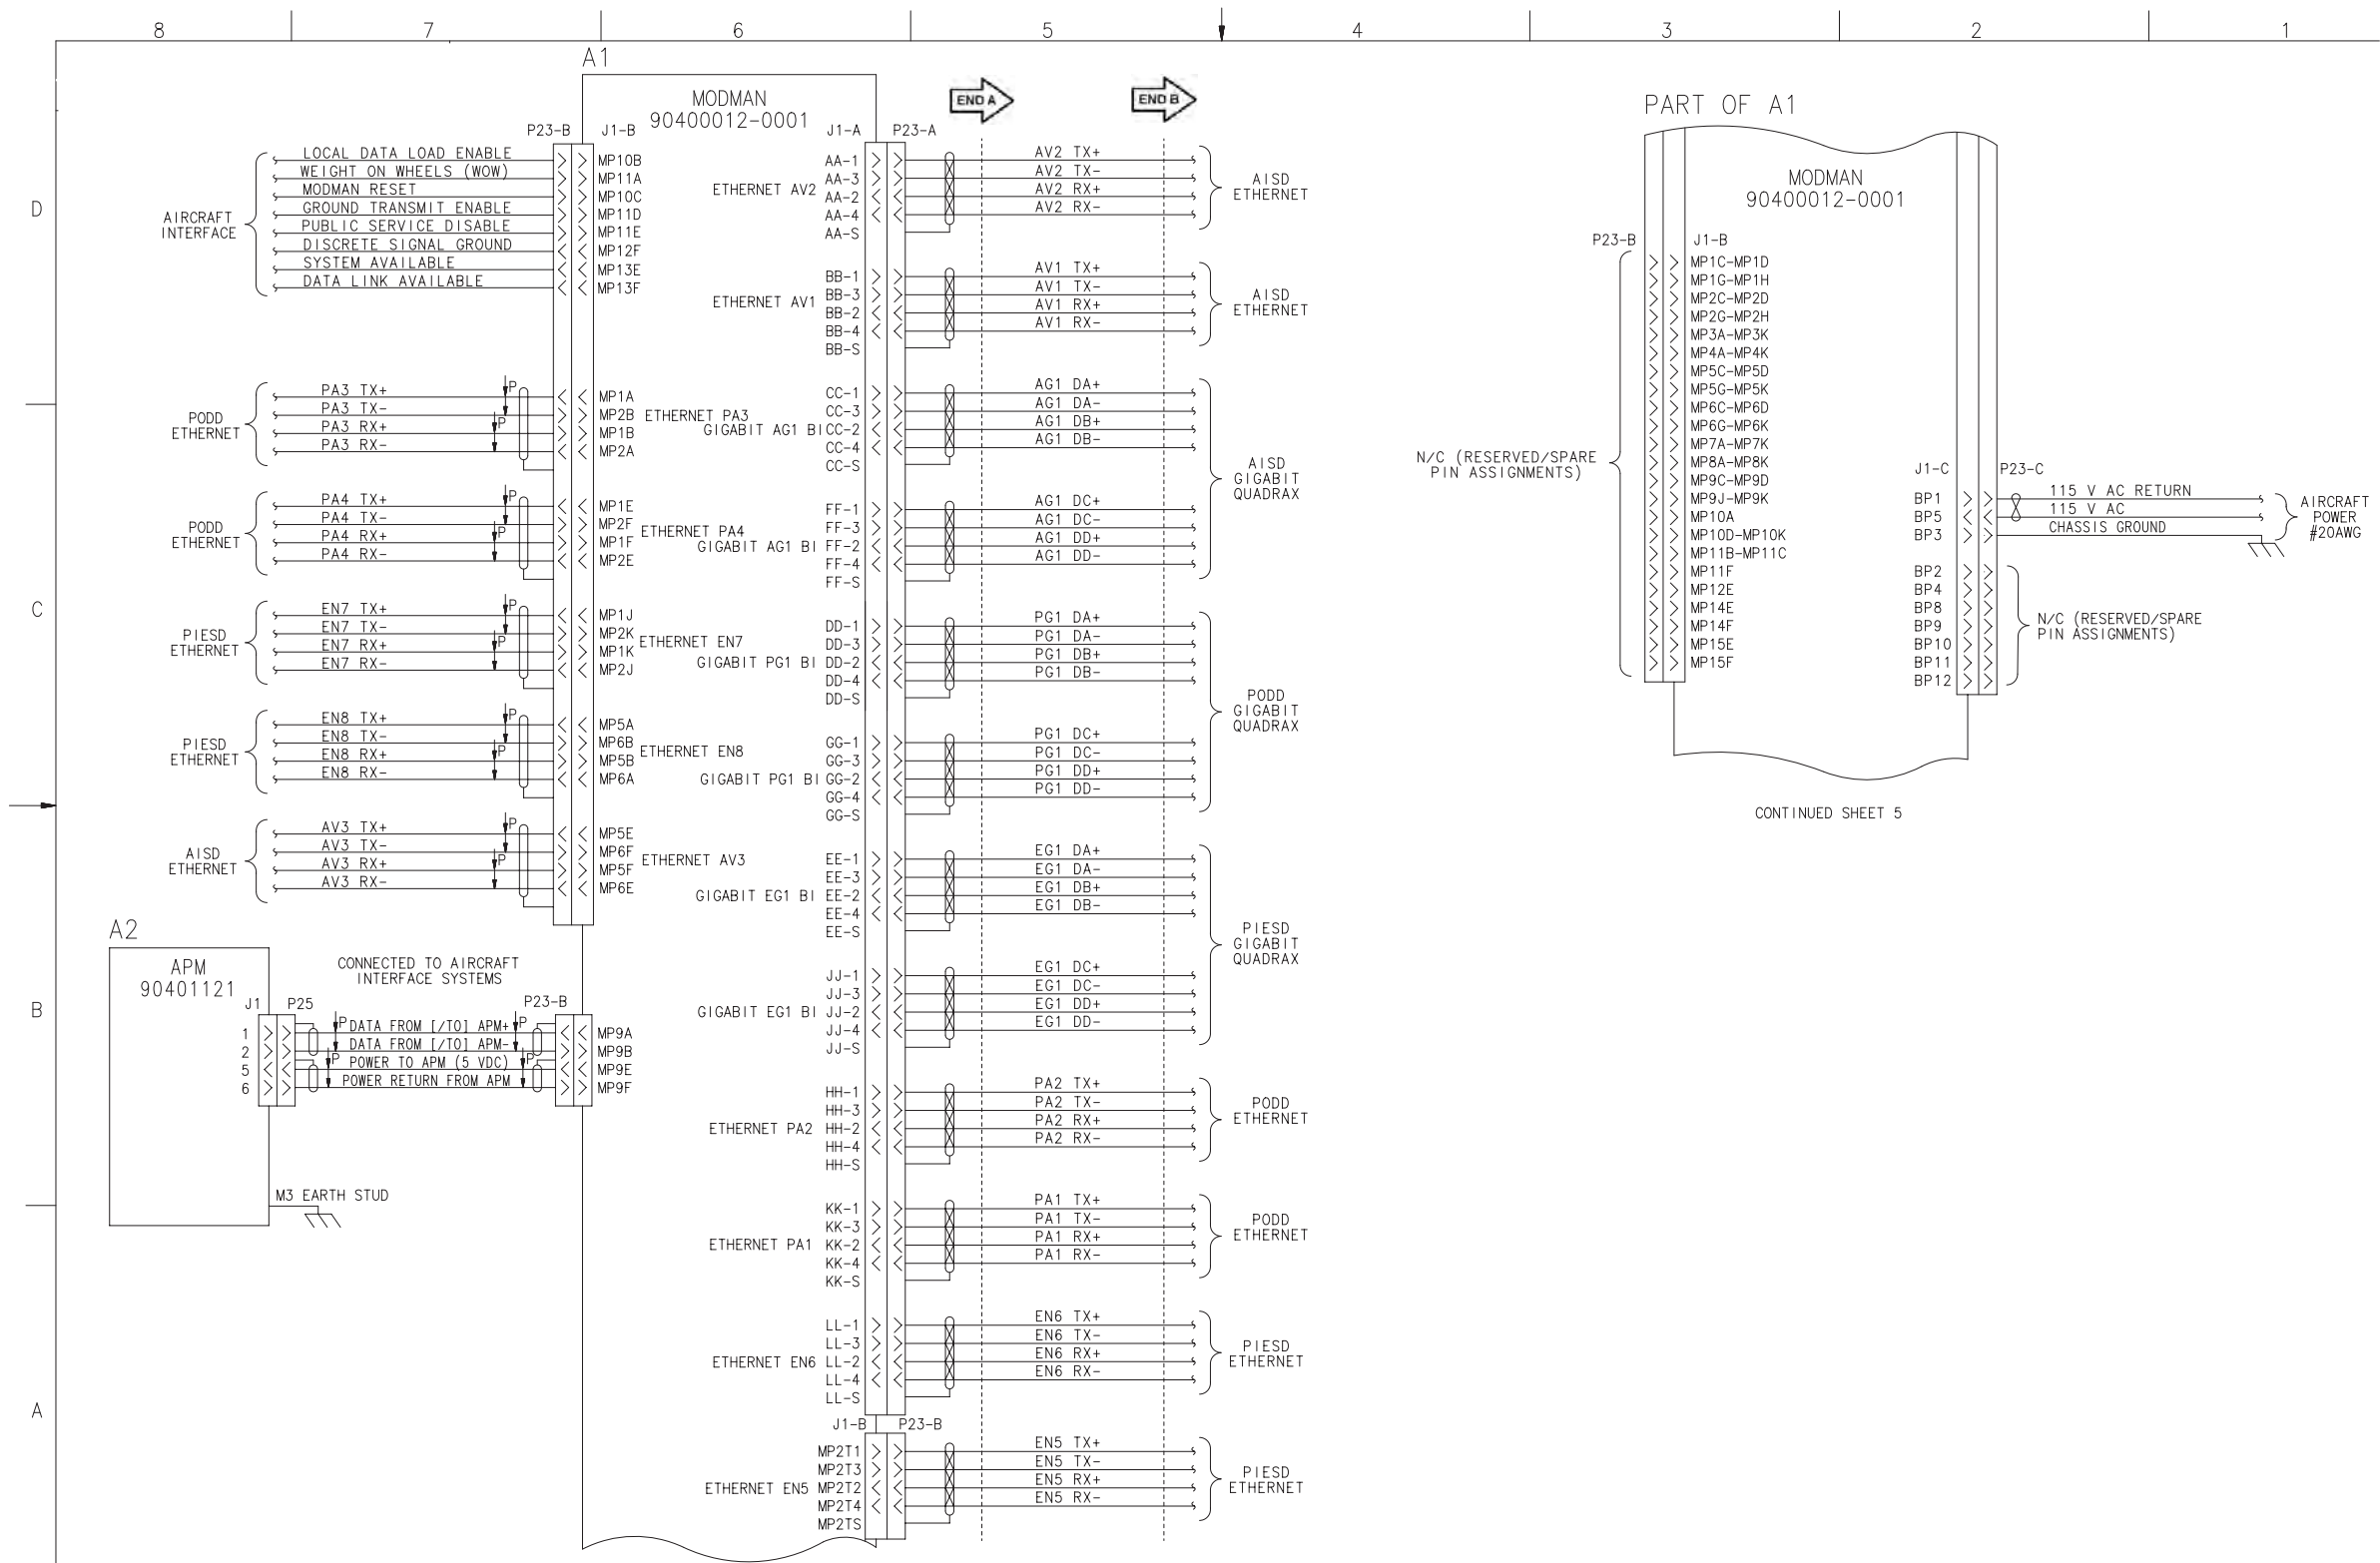 8 7 6 5 4 3 2 1
D
C
B
A
A1
MODMAN
90400012-0001
P23-B J1-B
J1-A P23-A
END A
END B
AIRCRAFT
INTERFACE
LOCAL DATA LOAD ENABLE MP10B
WEIGHT ON WHEELS (WOW) MP11A
MODMAN RESET MP10C
GROUND TRANSMIT ENABLE MP11D
PUBLIC SERVICE DISABLE MP11E
DISCRETE SIGNAL GROUND MP12F
SYSTEM AVAILABLE MP13E
DATA LINK AVAILABLE MP13F
PODD
ETHERNET
PA3 TX+ P MP1A
PA3 TX- MP2B
PA3 RX+ P MP1B
PA3 RX- MP2A
ETHERNET PA3
PODD
ETHERNET
PA4 TX+ P MP1E
PA4 TX- MP2F
PA4 RX+ P MP1F
PA4 RX- MP2E
ETHERNET PA4
PIESD
ETHERNET
EN7 TX+ P MP1J
EN7 TX- MP2K
EN7 RX+ P MP1K
EN7 RX- MP2J
ETHERNET EN7
PIESD
ETHERNET
EN8 TX+ P MP5A
EN8 TX- MP6B
EN8 RX+ P MP5B
EN8 RX- MP6A
ETHERNET EN8
AISD
ETHERNET
AV3 TX+ P MP5E
AV3 TX- MP6F
AV3 RX+ P MP5F
AV3 RX- MP6E
ETHERNET AV3
A2
APM
90401121
J1 P25
CONNECTED TO AIRCRAFT
INTERFACE SYSTEMS
P23-B
1 P DATA FROM [/TO] APM+ P MP9A
2 DATA FROM [/TO] APM- MP9B
5 P POWER TO APM (5 VDC) P MP9E
6 POWER RETURN FROM APM MP9F
M3 EARTH STUD
ETHERNET AV2
AA-1 AV2 TX+
AA-3 AV2 TX-
AA-2 AV2 RX+
AA-4 AV2 RX-
AA-S
AISD
ETHERNET
ETHERNET AV1
BB-1 AV1 TX+
BB-3 AV1 TX-
BB-2 AV1 RX+
BB-4 AV1 RX-
BB-S
AISD
ETHERNET
GIGABIT AG1 BI
CC-1 AG1 DA+
CC-3 AG1 DA-
CC-2 AG1 DB+
CC-4 AG1 DB-
CC-S
AISD
GIGABIT
QUADRAX
GIGABIT AG1 BI
FF-1 AG1 DC+
FF-3 AG1 DC-
FF-2 AG1 DD+
FF-4 AG1 DD-
FF-S
GIGABIT PG1 BI
DD-1 PG1 DA+
DD-3 PG1 DA-
DD-2 PG1 DB+
DD-4 PG1 DB-
DD-S
PODD
GIGABIT
QUADRAX
GIGABIT PG1 BI
GG-1 PG1 DC+
GG-3 PG1 DC-
GG-2 PG1 DD+
GG-4 PG1 DD-
GG-S
GIGABIT EG1 BI
EE-1 EG1 DA+
EE-3 EG1 DA-
EE-2 EG1 DB+
EE-4 EG1 DB-
EE-S
PIESD
GIGABIT
QUADRAX
GIGABIT EG1 BI
JJ-1 EG1 DC+
JJ-3 EG1 DC-
JJ-2 EG1 DD+
JJ-4 EG1 DD-
JJ-S
ETHERNET PA2
HH-1 PA2 TX+
HH-3 PA2 TX-
HH-2 PA2 RX+
HH-4 PA2 RX-
HH-S
PODD
ETHERNET
ETHERNET PA1
KK-1 PA1 TX+
KK-3 PA1 TX-
KK-2 PA1 RX+
KK-4 PA1 RX-
KK-S
PODD
ETHERNET
ETHERNET EN6
LL-1 EN6 TX+
LL-3 EN6 TX-
LL-2 EN6 RX+
LL-4 EN6 RX-
LL-S
PIESD
ETHERNET
J1-B P23-B
ETHERNET EN5
MP2T1 EN5 TX+
MP2T3 EN5 TX-
MP2T2 EN5 RX+
MP2T4 EN5 RX-
MP2TS
PIESD
ETHERNET
PART OF A1
MODMAN
90400012-0001
P23-B J1-B
MP1C-MP1D
MP1G-MP1H
MP2C-MP2D
MP2G-MP2H
MP3A-MP3K
MP4A-MP4K
MP5C-MP5D
MP5G-MP5K
MP6C-MP6D
MP6G-MP6K
MP7A-MP7K
MP8A-MP8K
MP9C-MP9D
MP9J-MP9K
MP10A
MP10D-MP10K
MP11B-MP11C
MP11F
MP12E
MP14E
MP14F
MP15E
MP15F
N/C (RESERVED/SPARE
PIN ASSIGNMENTS)
J1-C P23-C
BP1 115 V AC RETURN
BP5 115 V AC
BP3 CHASSIS GROUND
AIRCRAFT
POWER
#20AWG
BP2
BP4
BP8
BP9
BP10
BP11
BP12
N/C (RESERVED/SPARE
PIN ASSIGNMENTS)
CONTINUED SHEET 5